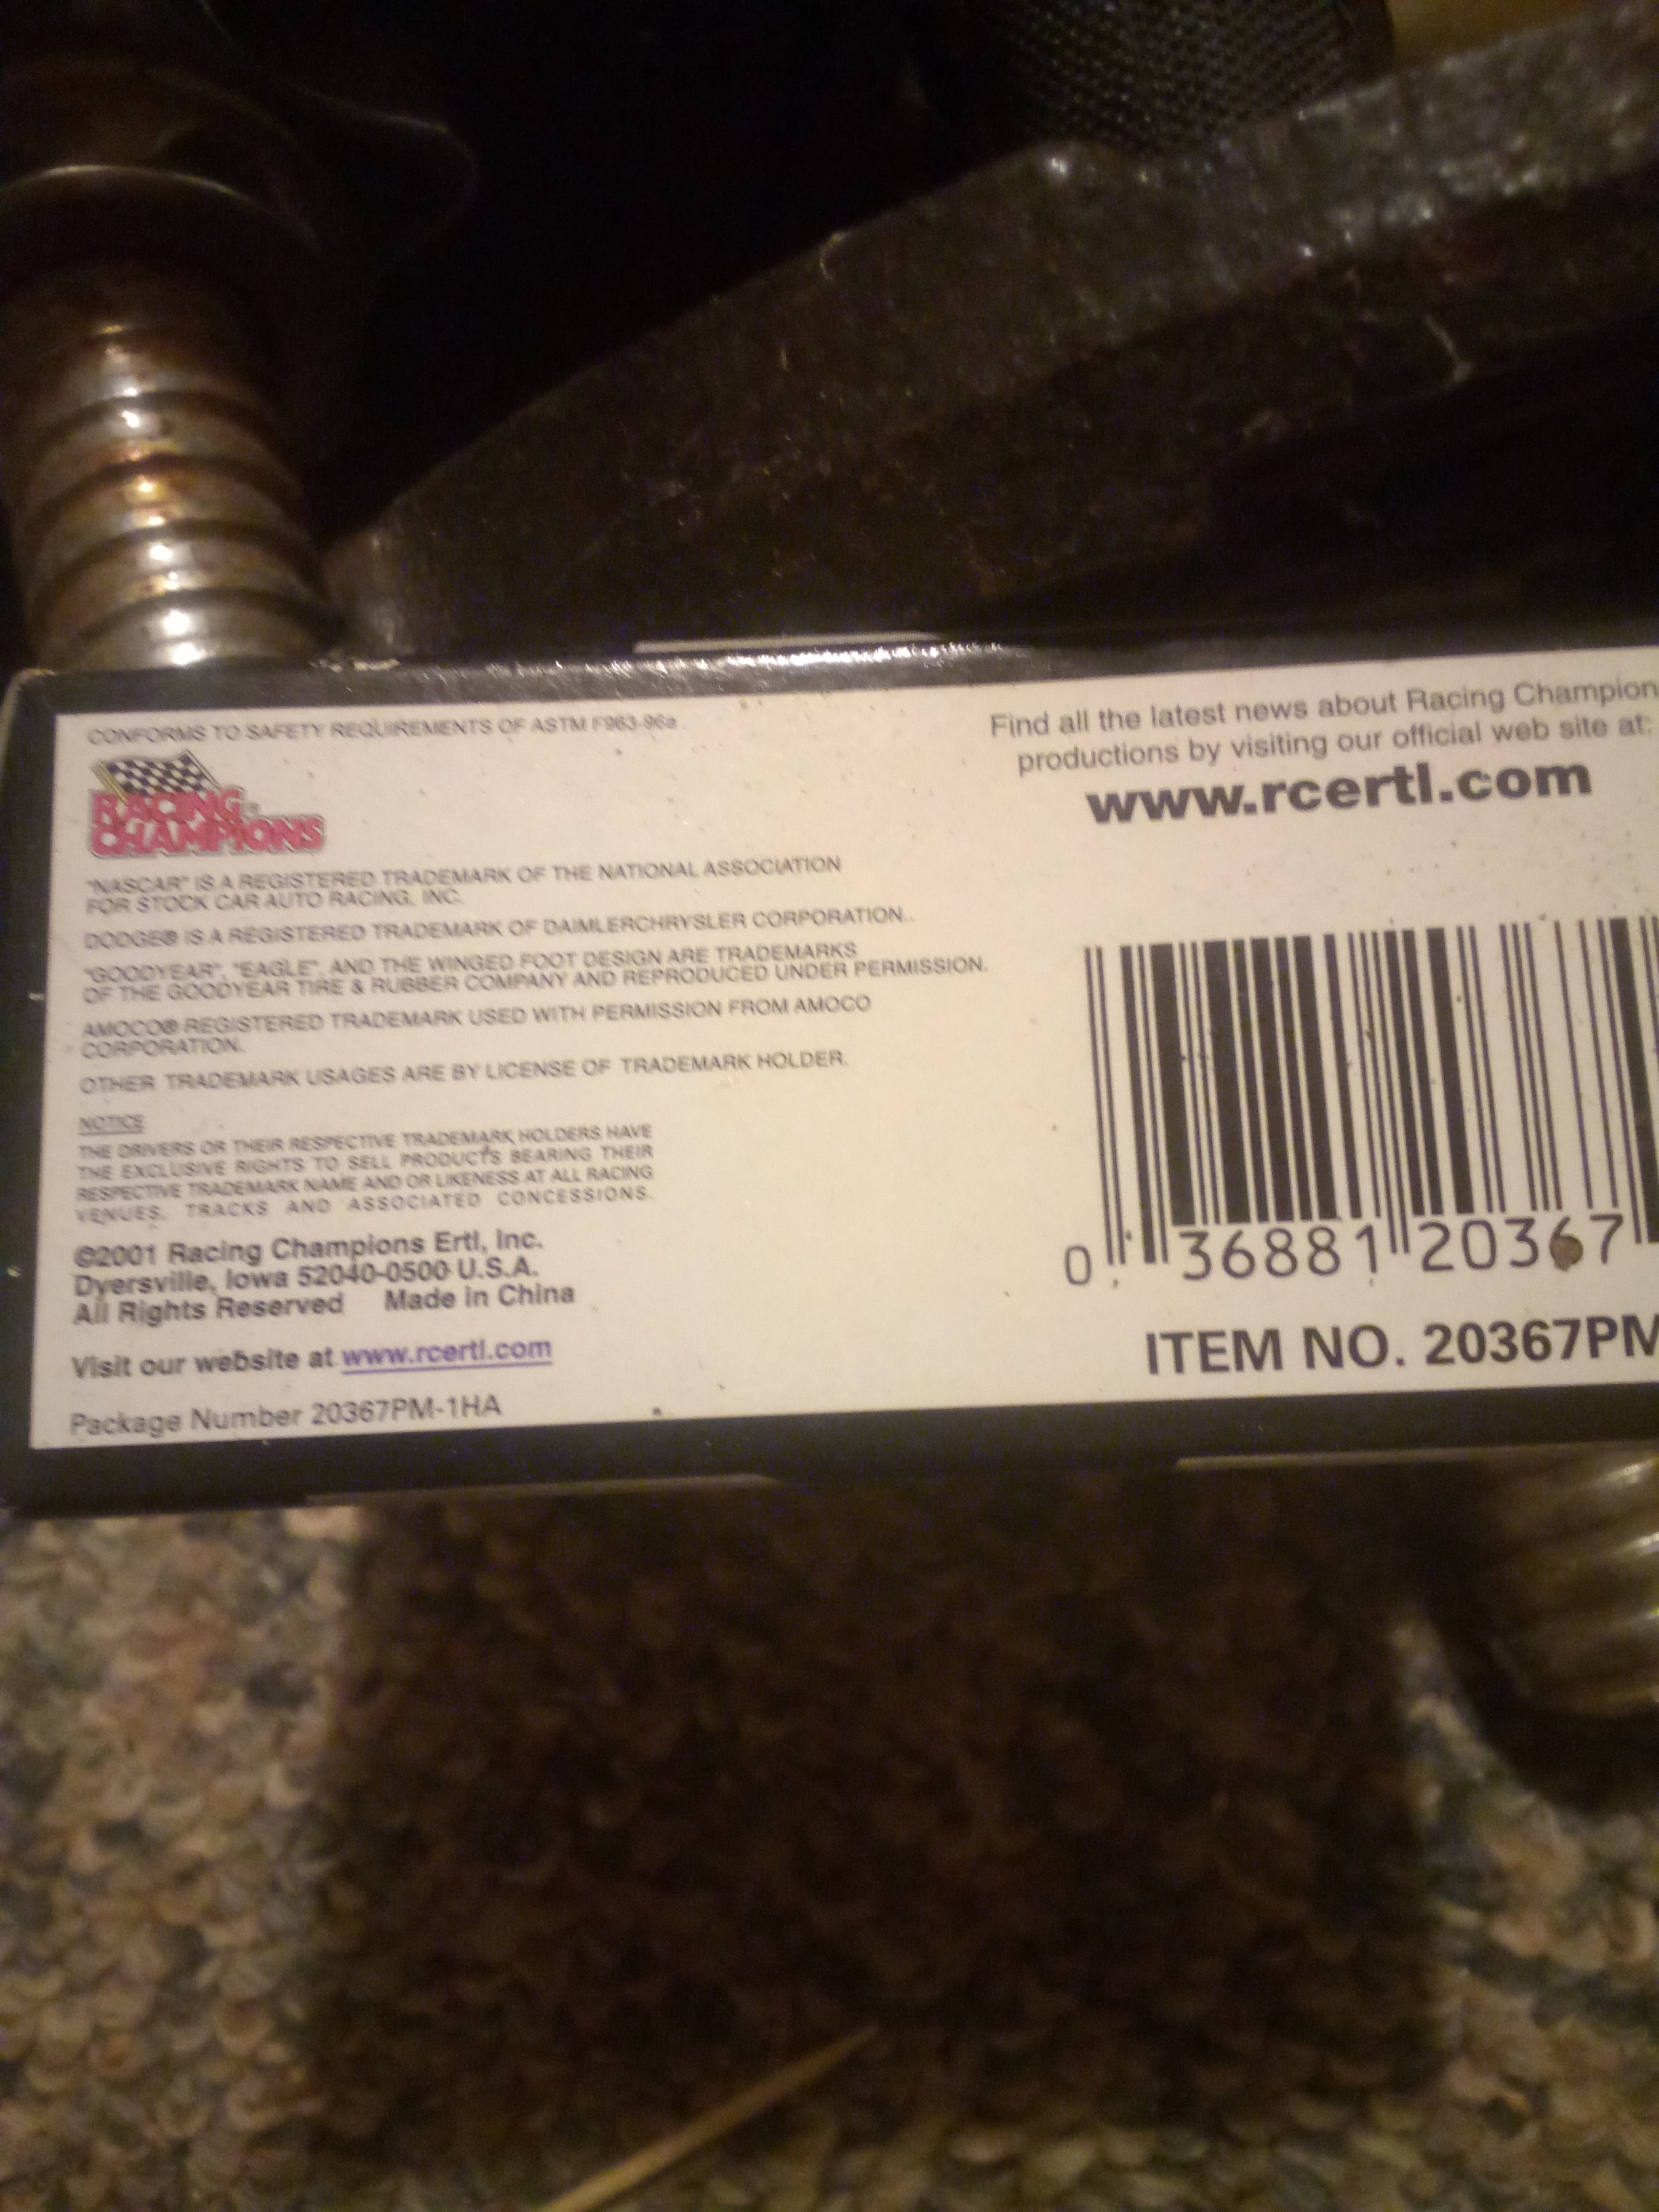 CONFORMS TO SAFETY REQUIREMENTS OF ASTM F963-96a
RACING®
CHAMPIONS
"NASCAR" IS A REGISTERED TRADEMARK OF THE NATIONAL ASSOCIATION
FOR STOCK CAR AUTO RACING, INC.
DODGE® IS A REGISTERED TRADEMARK OF DAIMLERCHRYSLER CORPORATION..
"GOODYEAR", "EAGLE", AND THE WINGED FOOT DESIGN ARE TRADEMARKS
OF THE GOODYEAR TIRE & RUBBER COMPANY AND REPRODUCED UNDER PERMISSION.
AMOCO® REGISTERED TRADEMARK USED WITH PERMISSION FROM AMOCO
CORPORATION.
OTHER TRADEMARK USAGES ARE BY LICENSE OF TRADEMARK HOLDER.
NOTICE
THE DRIVERS OR THEIR RESPECTIVE TRADEMARK HOLDERS HAVE
THE EXCLUSIVE RIGHTS TO SELL PRODUCTS BEARING THEIR
RESPECTIVE TRADEMARK NAME AND OR LIKENESS AT ALL RACING
VENUES, TRACKS AND ASSOCIATED CONCESSIONS.
©2001 Racing Champions Ertl, Inc.
Dyersville, Iowa 52040-0500 U.S.A.
All Rights Reserved Made in China
Visit our website at www.rcertl.com
Package Number 20367PM-1HA
Find all the latest news about Racing Champion
productions by visiting our official web site at:
www.rcertl.com
0 36881 20367
ITEM NO. 20367PM